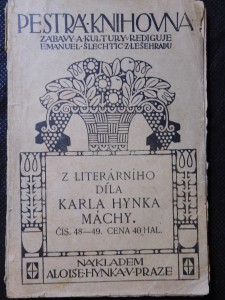 PESTRÁ·KNIHOVNA
ZÁBAVY·A·KULTURY·REDIGUJE
EMANUEL·ŠLECHTIC·Z·LEŠEHRADU
Z LITERÁRNÍHO
DÍLA
KARLA HYNKA
MÁCHY.
ČÍS. 48—49. CENA 40 HAL.
NÁKLADEM
ALOISE·HYNKA·V·PRAZE